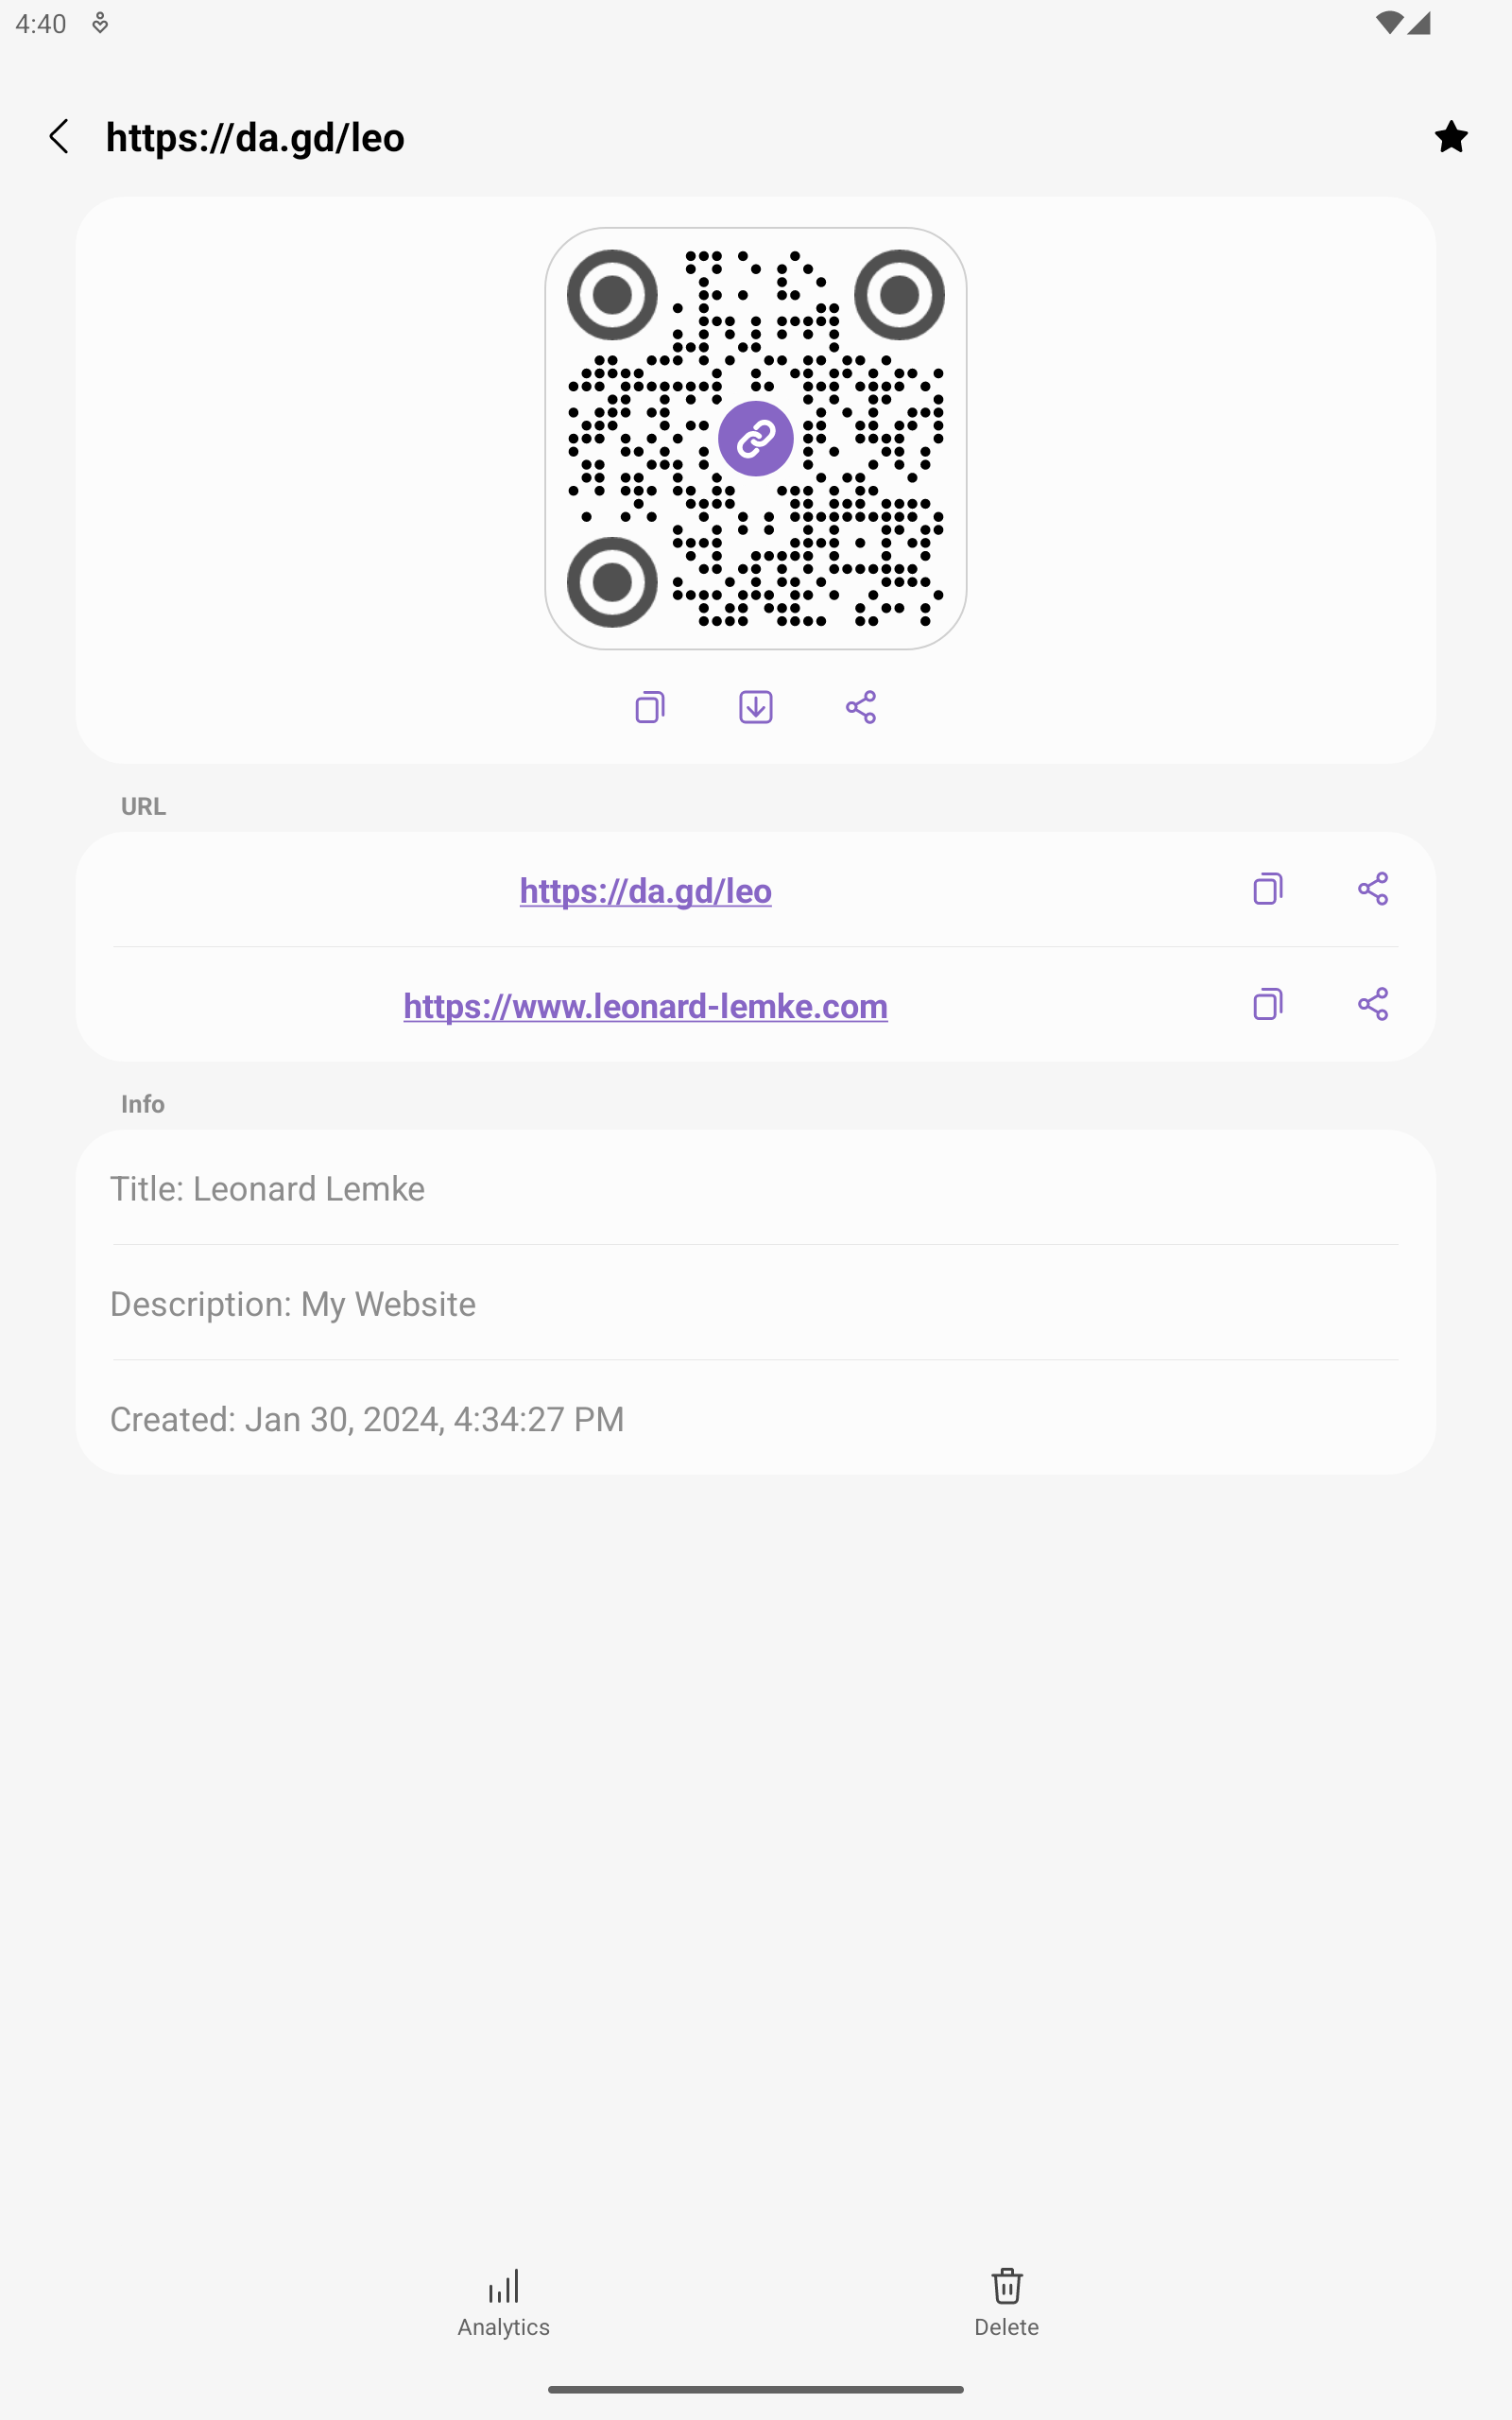 4:40
https://da.gd/leo
URL
https://da.gd/leo
https://www.leonard-lemke.com
Info
Title: Leonard Lemke
Description: My Website
Created: Jan 30, 2024, 4:34:27 PM
Analytics
Delete